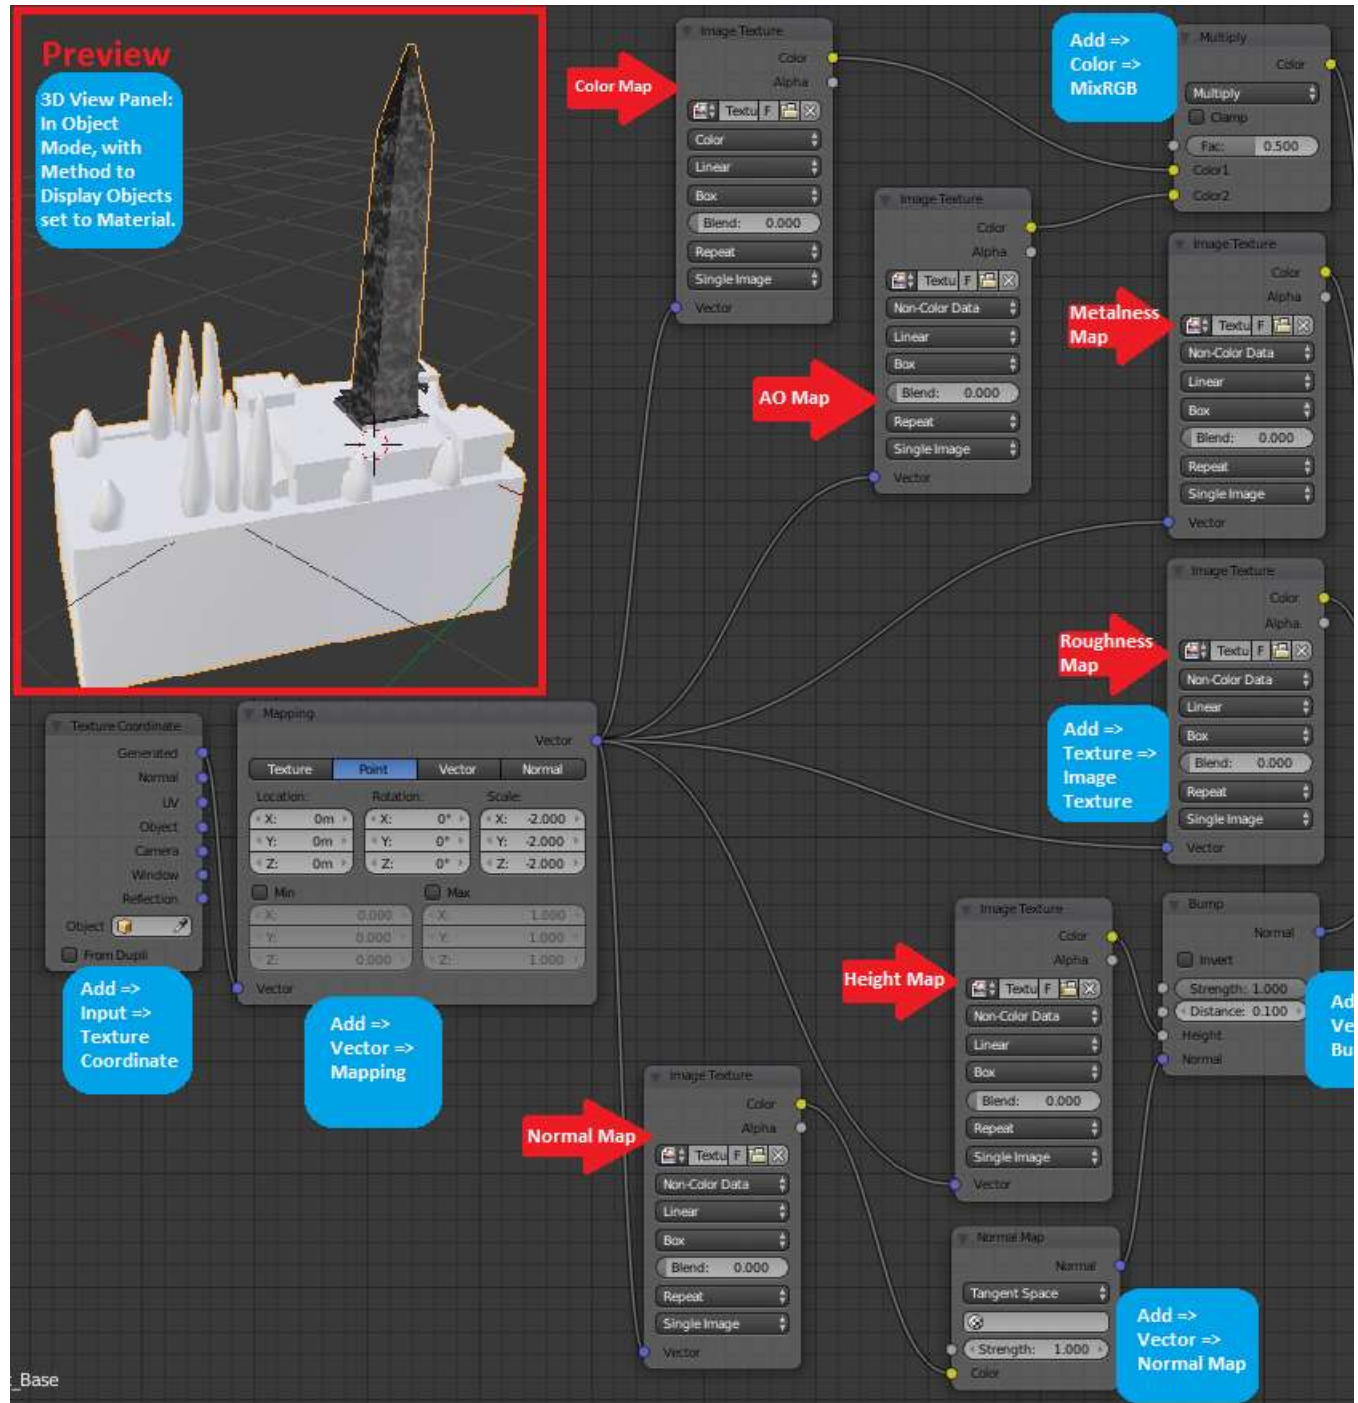 Preview
3D View Panel:
In Object
Mode, with
Method to
Display Objects
set to Material.
Color Map
Image Texture
Color
Alpha
Textu F
Color
Linear
Box
Blend: 0.000
Repeat
Single Image
Vector
Add =>
Color =>
MixRGB
Multiply
Color
Multiply
Clamp
Fac: 0.500
Color1
Color2
AO Map
Image Texture
Color
Alpha
Textu F
Non-Color Data
Linear
Box
Blend: 0.000
Repeat
Single Image
Vector
Metalness
Map
Image Texture
Color
Alpha
Textu F
Non-Color Data
Linear
Box
Blend: 0.000
Repeat
Single Image
Vector
Roughness
Map
Add =>
Texture =>
Image
Texture
Image Texture
Color
Alpha
Textu F
Non-Color Data
Linear
Box
Blend: 0.000
Repeat
Single Image
Vector
Texture Coordinate
Generated
Normal
UV
Object
Camera
Window
Reflection
Object
From Dupli
Add =>
Input =>
Texture
Coordinate
Mapping
Vector
Texture Point Vector Normal
Location: Rotation: Scale:
X: 0m X: 0° X: -2.000
Y: 0m Y: 0° Y: -2.000
Z: 0m Z: 0° Z: -2.000
Min Max
X: 0.000 X: 1.000
Y: 0.000 Y: 1.000
Z: 0.000 Z: 1.000
Vector
Add =>
Vector =>
Mapping
Height Map
Image Texture
Color
Alpha
Textu F
Non-Color Data
Linear
Box
Blend: 0.000
Repeat
Single Image
Vector
Bump
Normal
Invert
Strength: 1.000
Distance: 0.100
Height
Normal
Ad
Ve
Bu
Normal Map
Image Texture
Color
Alpha
Textu F
Non-Color Data
Linear
Box
Blend: 0.000
Repeat
Single Image
Vector
Normal Map
Normal
Tangent Space
Strength: 1.000
Color
Add =>
Vector =>
Normal Map
_Base